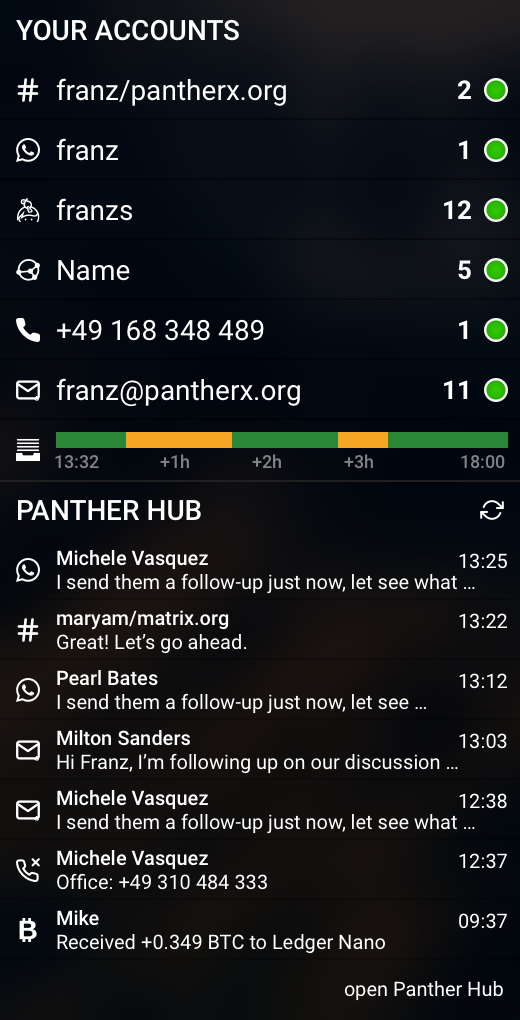 YOUR ACCOUNTS
franz/pantherx.org 2
franz 1
franzs 12
Name 5
+49 168 348 489 1
franz@pantherx.org 11
13:32 +1h +2h +3h 18:00
PANTHER HUB
Michele Vasquez 13:25
I send them a follow-up just now, let see what ...
maryam/matrix.org 13:22
Great! Let’s go ahead.
Pearl Bates 13:12
I send them a follow-up just now, let see ...
Milton Sanders 13:03
Hi Franz, I’m following up on our discussion ...
Michele Vasquez 12:38
I send them a follow-up just now, let see what ...
Michele Vasquez 12:37
Office: +49 310 484 333
Mike 09:37
Received +0.349 BTC to Ledger Nano
open Panther Hub